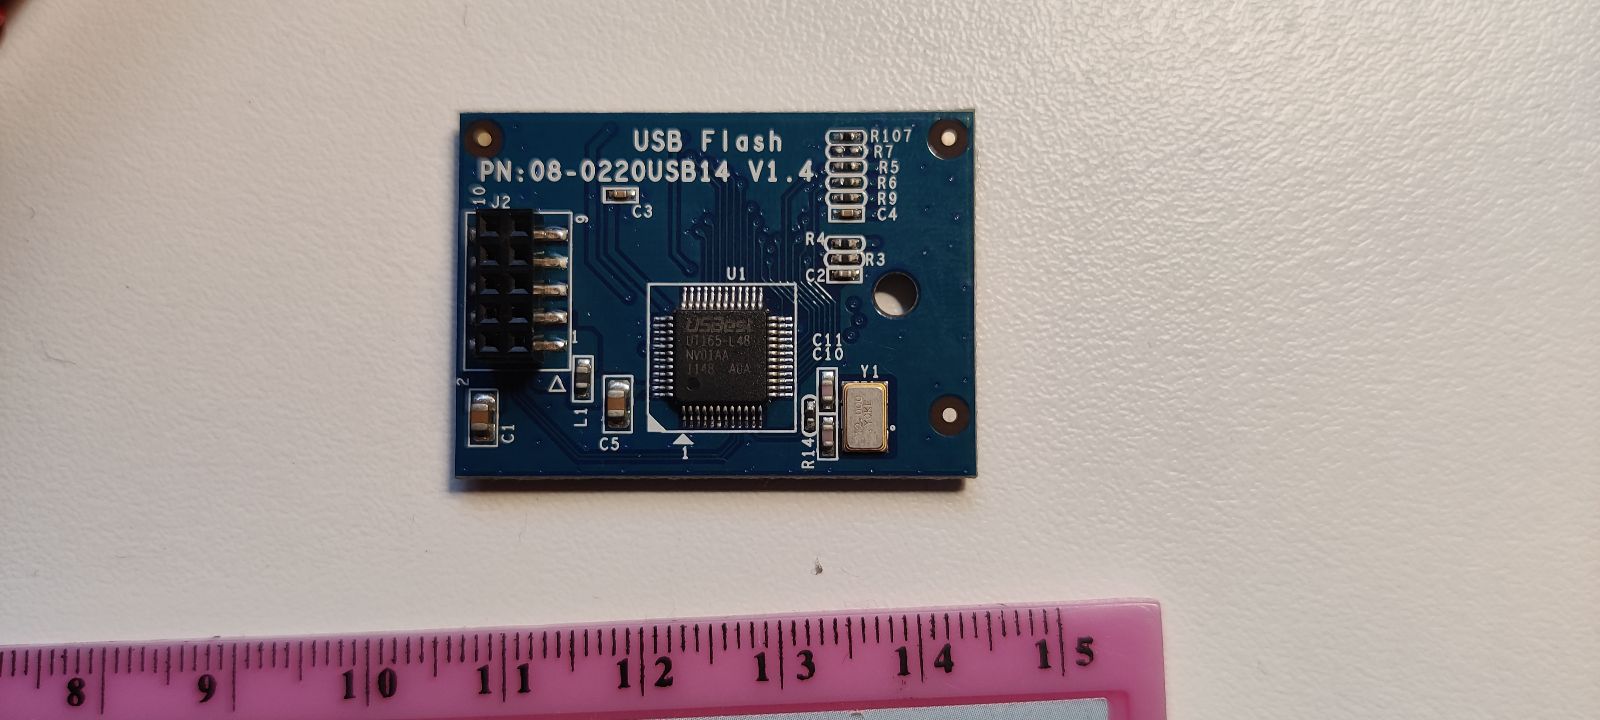 USB Flash
PN:08-0220USB14 V1.4
R107
R7
R5
R6
R9
C4
10
J2
9
C3
R4
R3
C2
U1
USBest
UT165-L48
NV01AA
1148 A0A
1
2
C11
C10
Y1
L1
C1
C5
1
R14
8 9 10 11 12 13 14 15